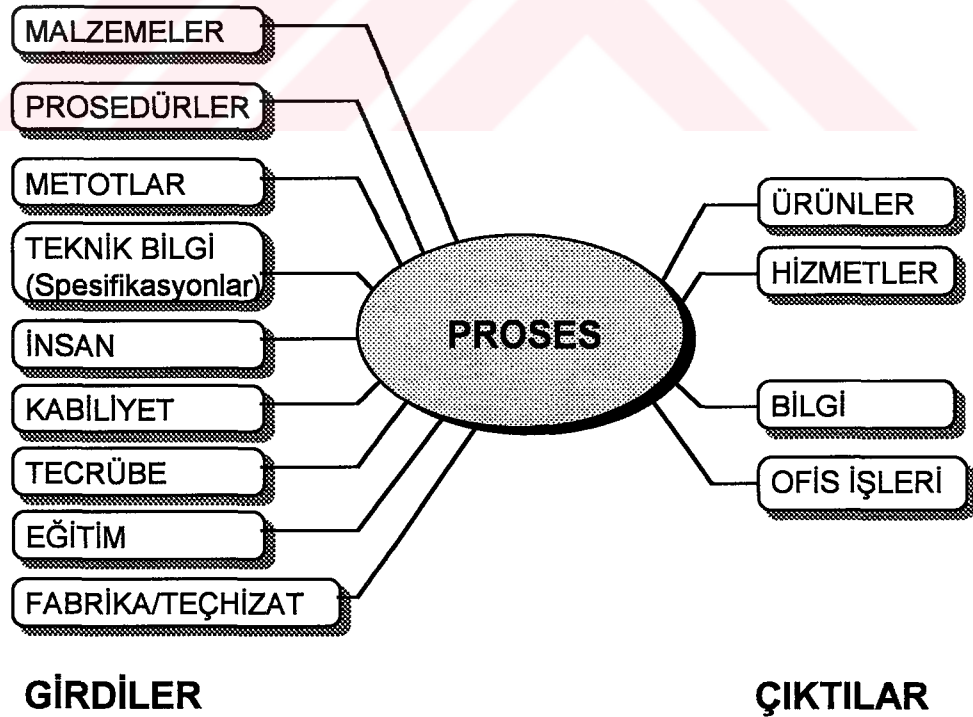 MALZEMELER
PROSEDÜRLER
METOTLAR
TEKNİK BİLGİ
(Spesifikasyonlar)
İNSAN
KABİLİYET
TECRÜBE
EĞİTİM
FABRİKA/TEÇHİZAT
GİRDİLER
PROSES
ÜRÜNLER
HİZMETLER
BİLGİ
OFİS İŞLERİ
ÇIKTILAR